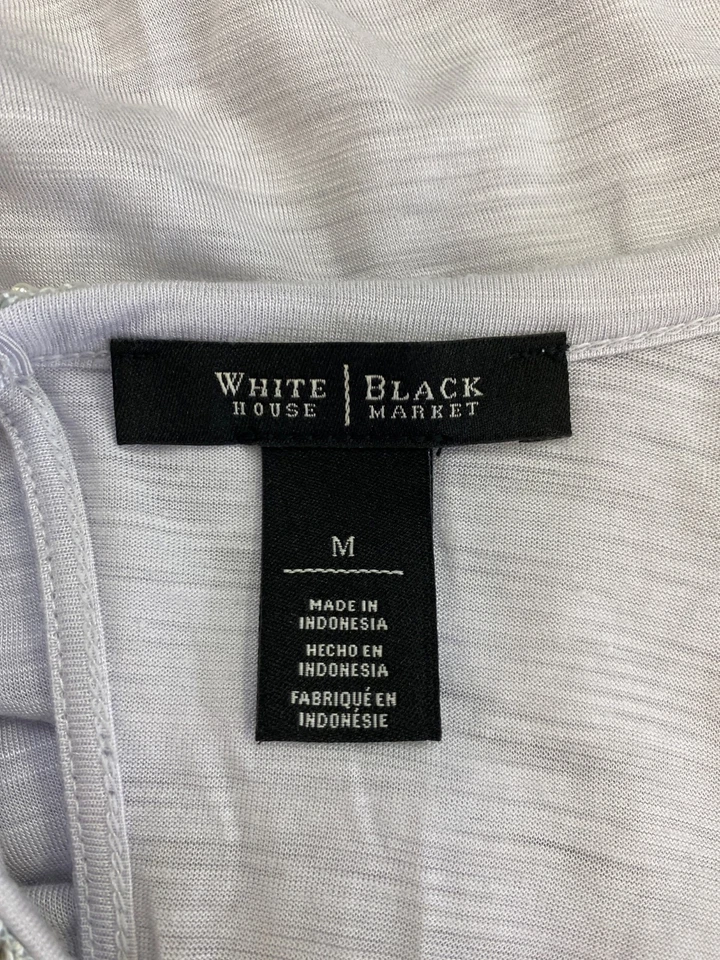 WHITE | BLACK
HOUSE | MARKET
M
MADE IN
INDONESIA
HECHO EN
INDONESIA
FABRIQUÉ EN
INDONÉSIE